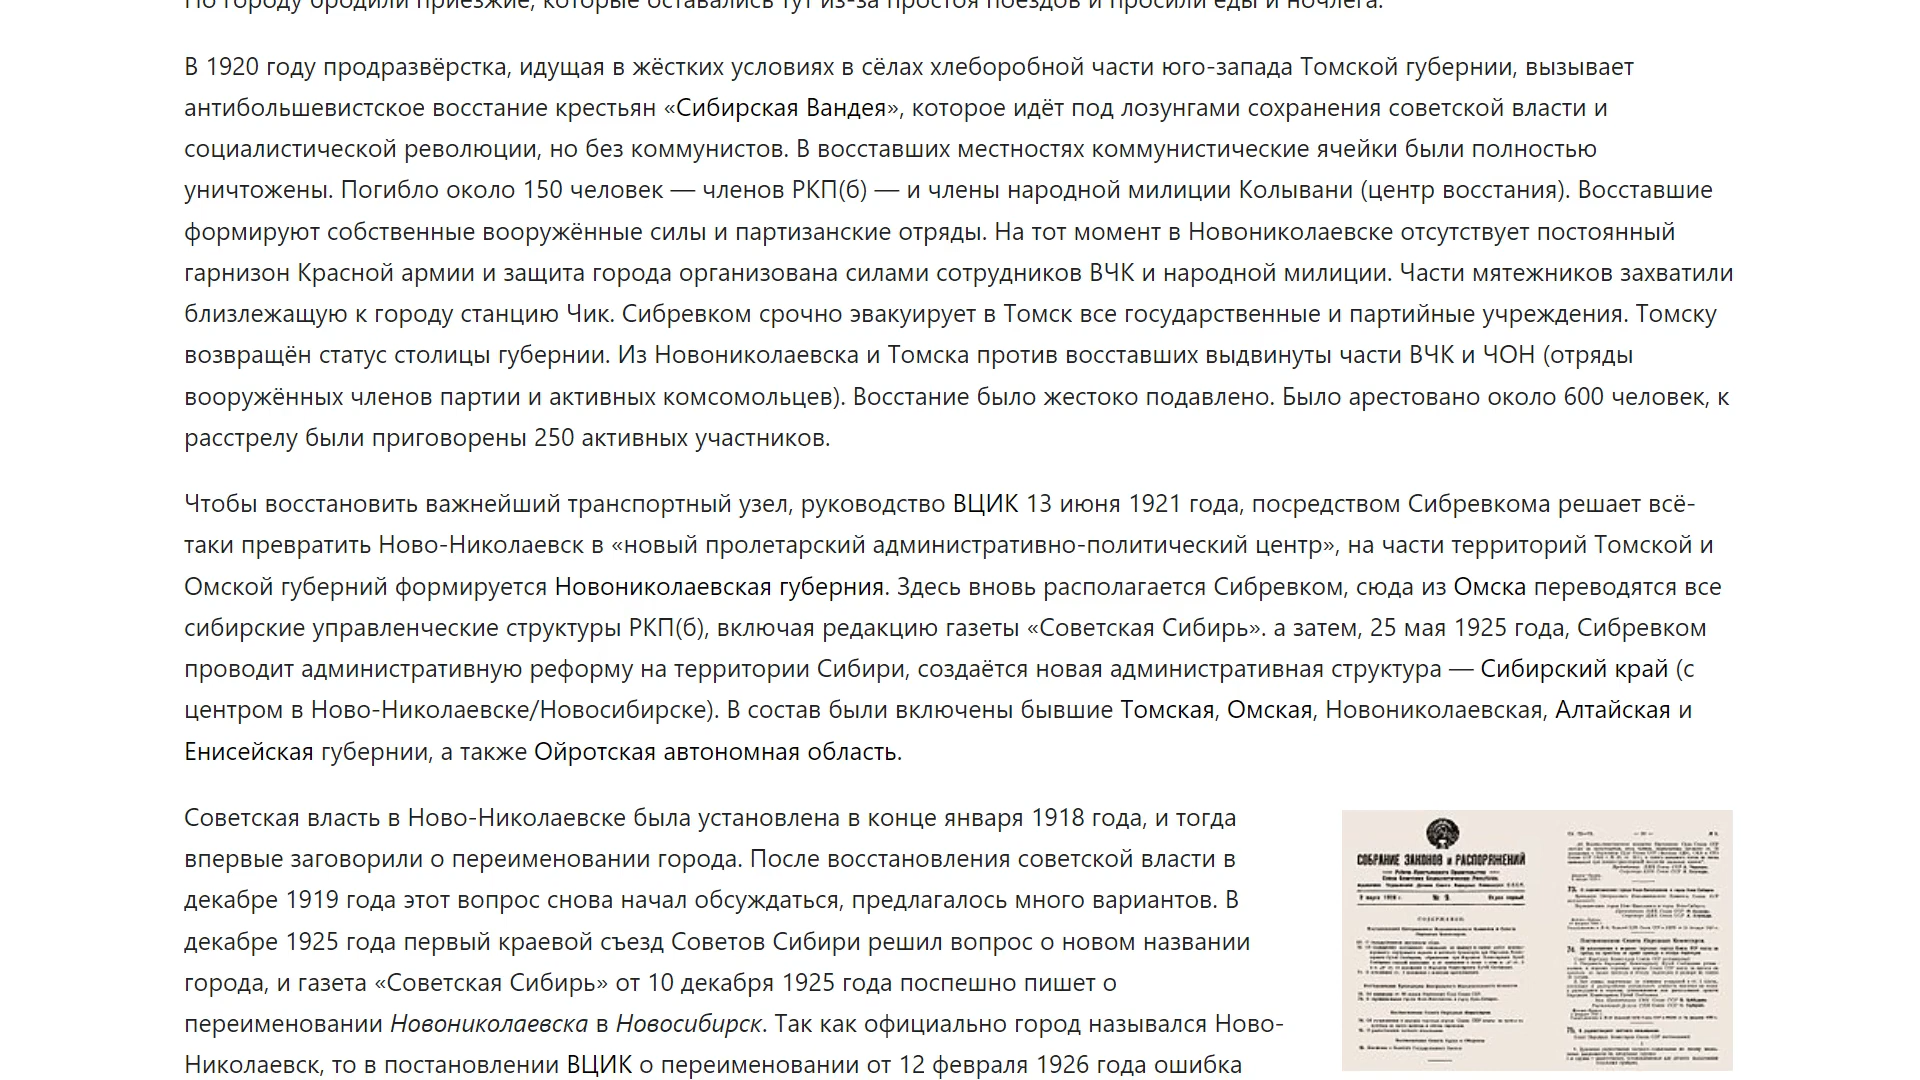 По городу бродили приезжие, которые оставались тут из-за простоя поездов и просили еды и ночлега.
В 1920 году продразвёрстка, идущая в жёстких условиях в сёлах хлеборобной части юго-запада Томской губернии, вызывает
антибольшевистское восстание крестьян «Сибирская Вандея», которое идёт под лозунгами сохранения советской власти и
социалистической революции, но без коммунистов. В восставших местностях коммунистические ячейки были полностью
уничтожены. Погибло около 150 человек — членов РКП(б) — и члены народной милиции Колывани (центр восстания). Восставшие
формируют собственные вооружённые силы и партизанские отряды. На тот момент в Новониколаевске отсутствует постоянный
гарнизон Красной армии и защита города организована силами сотрудников ВЧК и народной милиции. Части мятежников захватили
близлежащую к городу станцию Чик. Сибревком срочно эвакуирует в Томск все государственные и партийные учреждения. Томску
возвращён статус столицы губернии. Из Новониколаевска и Томска против восставших выдвинуты части ВЧК и ЧОН (отряды
вооружённых членов партии и активных комсомольцев). Восстание было жестоко подавлено. Было арестовано около 600 человек, к
расстрелу были приговорены 250 активных участников.
Чтобы восстановить важнейший транспортный узел, руководство ВЦИК 13 июня 1921 года, посредством Сибревкома решает всё-
таки превратить Ново-Николаевск в «новый пролетарский административно-политический центр», на части территорий Томской и
Омской губерний формируется Новониколаевская губерния. Здесь вновь располагается Сибревком, сюда из Омска переводятся все
сибирские управленческие структуры РКП(б), включая редакцию газеты «Советская Сибирь». а затем, 25 мая 1925 года, Сибревком
проводит административную реформу на территории Сибири, создаётся новая административная структура — Сибирский край (с
центром в Ново-Николаевске/Новосибирске). В состав были включены бывшие Томская, Омская, Новониколаевская, Алтайская и
Енисейская губернии, а также Ойротская автономная область.
Советская власть в Ново-Николаевске была установлена в конце января 1918 года, и тогда
впервые заговорили о переименовании города. После восстановления советской власти в
декабре 1919 года этот вопрос снова начал обсуждаться, предлагалось много вариантов. В
декабре 1925 года первый краевой съезд Советов Сибири решил вопрос о новом названии
города, и газета «Советская Сибирь» от 10 декабря 1925 года поспешно пишет о
переименовании Новониколаевска в Новосибирск. Так как официально город назывался Ново-
Николаевск, то в постановлении ВЦИК о переименовании от 12 февраля 1926 года ошибка
СОБРАНИЕ ЗАКОНОВ и РАСПОРЯЖЕНИЙ